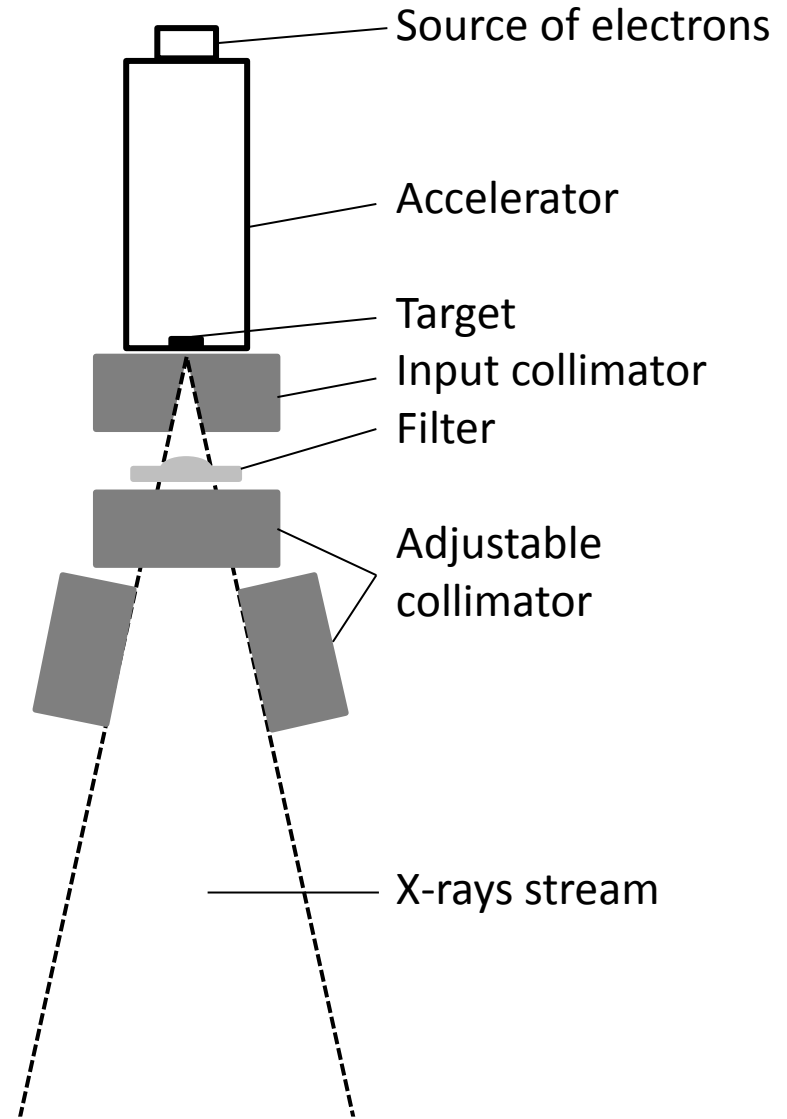 Source of electrons
Accelerator
Target
Input collimator
Filter
Adjustable
collimator
X-rays stream